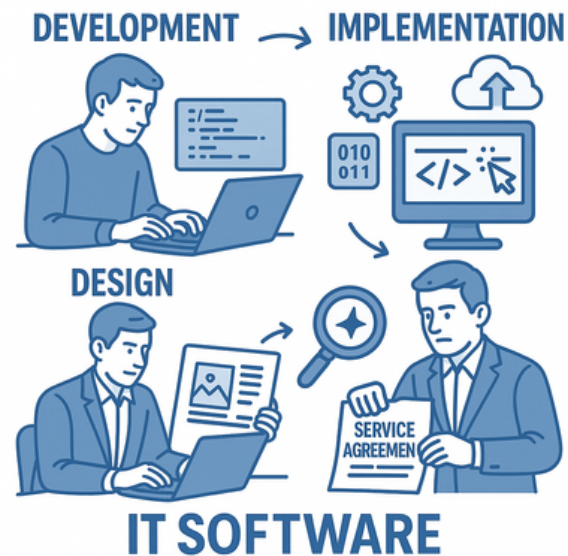 DEVELOPMENT
IMPLEMENTATION
010
011
</>
DESIGN
SERVICE
AGREEMEN
IT SOFTWARE